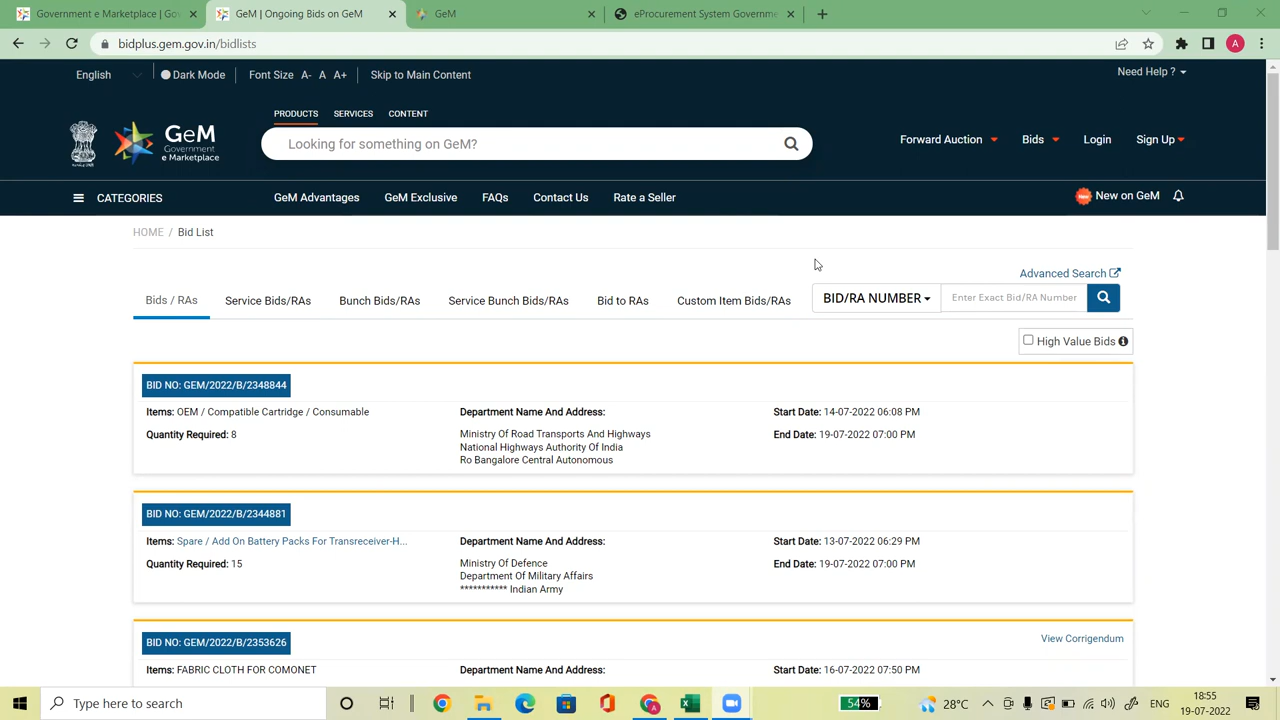 Government e Marketplace | Gov
GeM | Ongoing Bids on GeM
GeM
eProcurement System Governme
bidplus.gem.gov.in/bidlists
A
English
Dark Mode
Font Size A- A A+
Skip to Main Content
Need Help ?
PRODUCTS SERVICES CONTENT
GeM
Government
e Marketplace
Looking for something on GeM?
Forward Auction
Bids
Login
Sign Up
CATEGORIES
GeM Advantages
GeM Exclusive
FAQs
Contact Us
Rate a Seller
New on GeM
HOME / Bid List
Advanced Search
Bids / RAs
Service Bids/RAs
Bunch Bids/RAs
Service Bunch Bids/RAs
Bid to RAs
Custom Item Bids/RAs
BID/RA NUMBER
Enter Exact Bid/RA Number
High Value Bids
BID NO: GEM/2022/B/2348844
Items: OEM / Compatible Cartridge / Consumable
Quantity Required: 8
Department Name And Address:
Ministry Of Road Transports And Highways
National Highways Authority Of India
Ro Bangalore Central Autonomous
Start Date: 14-07-2022 06:08 PM
End Date: 19-07-2022 07:00 PM
BID NO: GEM/2022/B/2344881
Items: Spare / Add On Battery Packs For Transreceiver-H...
Quantity Required: 15
Department Name And Address:
Ministry Of Defence
Department Of Military Affairs
*********** Indian Army
Start Date: 13-07-2022 06:29 PM
End Date: 19-07-2022 07:00 PM
BID NO: GEM/2022/B/2353626
View Corrigendum
Items: FABRIC CLOTH FOR COMONET
Department Name And Address:
Start Date: 16-07-2022 07:50 PM
Type here to search
54%
28°C
ENG
18:55
19-07-2022